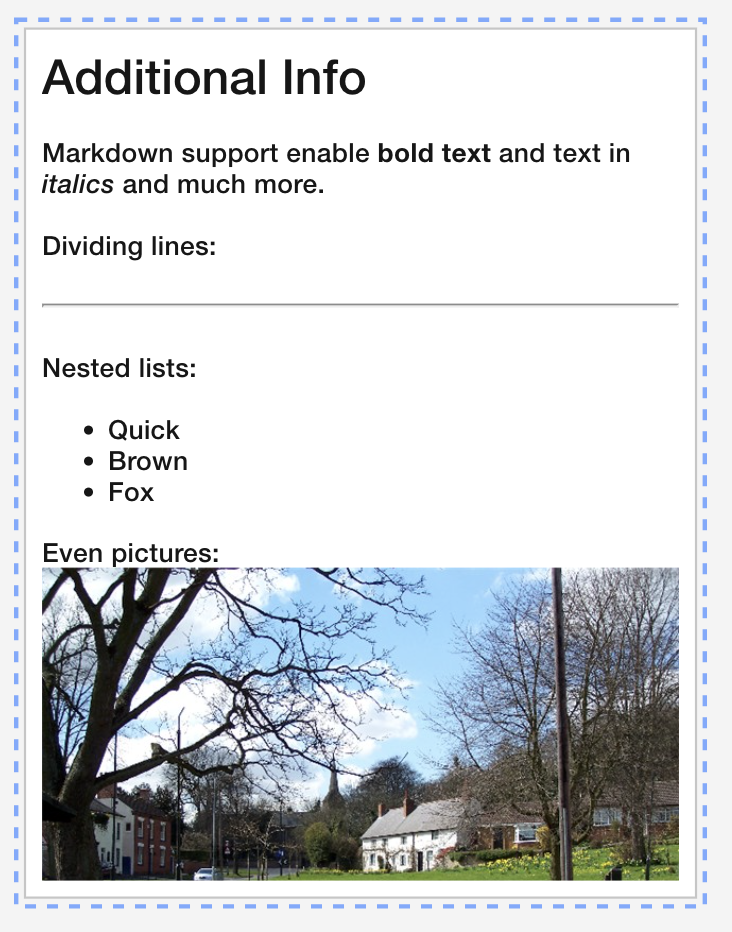 Additional Info
Markdown support enable bold text and text in
italics and much more.
Dividing lines:
Nested lists:
• Quick
• Brown
• Fox
Even pictures: